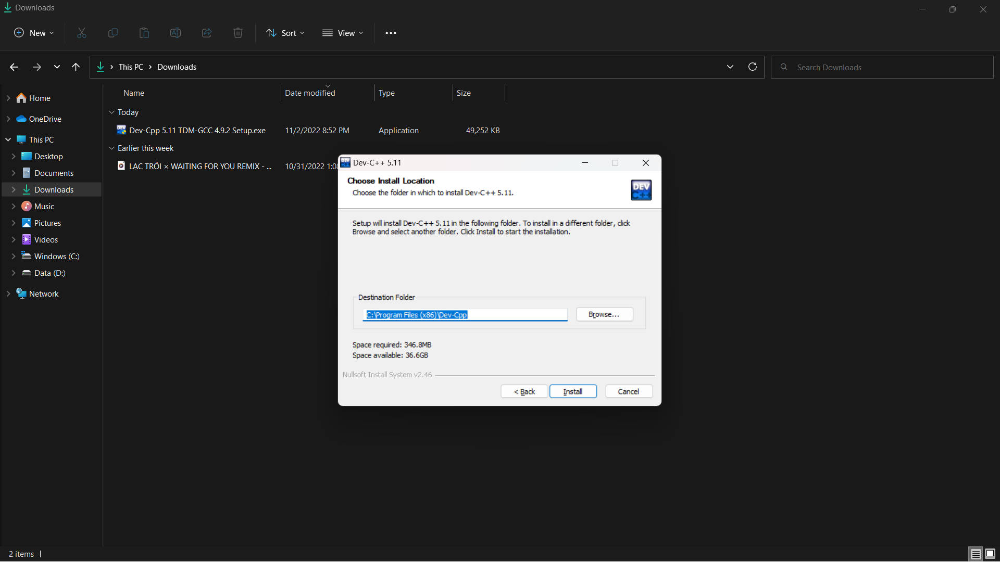 Downloads
New
Sort
View
This PC
Downloads
Search Downloads
Home
OneDrive
This PC
Desktop
Documents
Downloads
Music
Pictures
Videos
Windows (C:)
Data (D:)
Network
Name
Date modified
Type
Size
Today
Dev-Cpp 5.11 TDM-GCC 4.9.2 Setup.exe
11/2/2022 8:52 PM
Application
49,252 KB
Earlier this week
LẠC TRÔI × WAITING FOR YOU REMIX - ...
10/31/2022 1:08
Dev-C++ 5.11
Choose Install Location
Choose the folder in which to install Dev-C++ 5.11.
DEV
C++
Setup will install Dev-C++ 5.11 in the following folder. To install in a different folder, click
Browse and select another folder. Click Install to start the installation.
Destination Folder
C:\Program Files (x86)\Dev-Cpp
Browse...
Space required: 346.8MB
Space available: 36.6GB
Nullsoft Install System v2.46
< Back
Install
Cancel
2 items